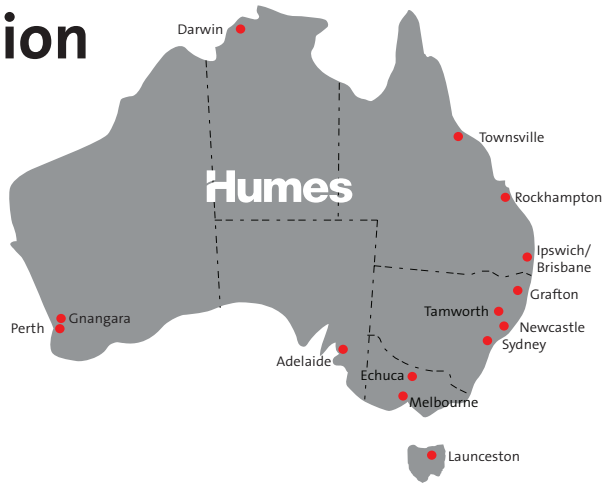 ion
Darwin
Townsville
Humes
Rockhampton
Ipswich/
Brisbane
Grafton
Tamworth
Gnangara
Newcastle
Perth
Sydney
Adelaide
Echuca
Melbourne
Launceston